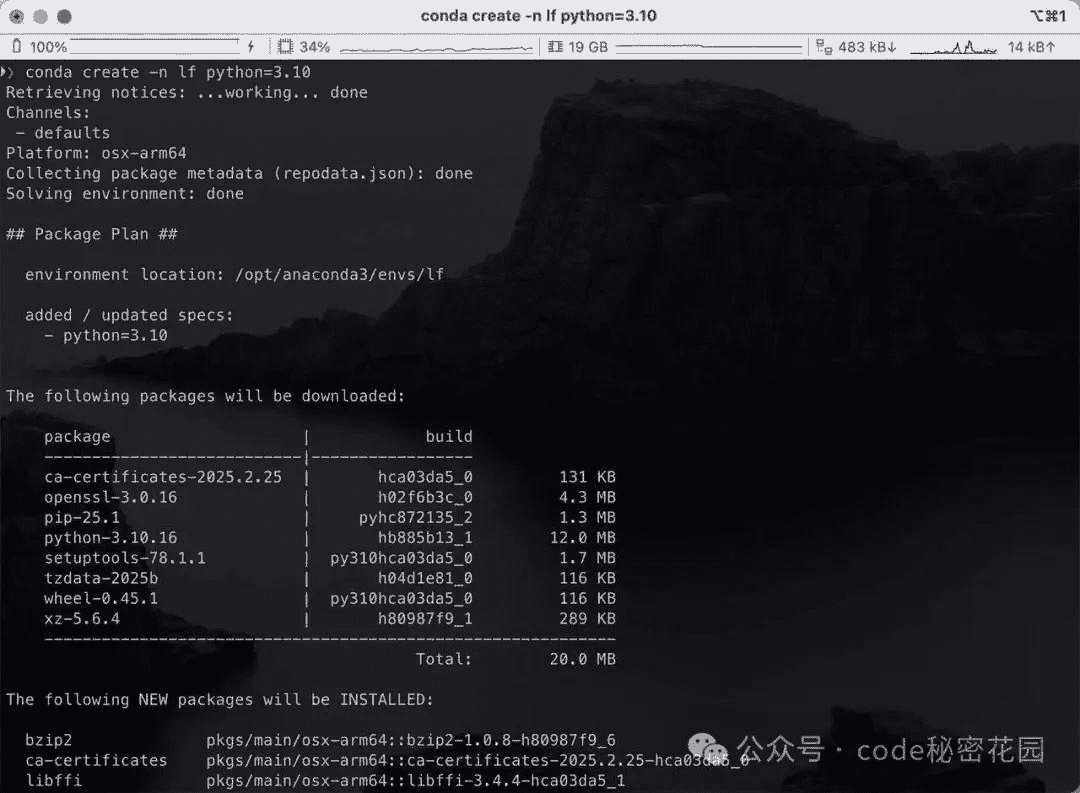 conda create -n lf python=3.10
⌥⌘1
100% 34% 19 GB 483 kB↓ 14 kB↑
conda create -n lf python=3.10
Retrieving notices: ...working... done
Channels:
- defaults
Platform: osx-arm64
Collecting package metadata (repodata.json): done
Solving environment: done
## Package Plan ##
environment location: /opt/anaconda3/envs/lf
added / updated specs:
- python=3.10
The following packages will be downloaded:
package | build
---------------------------|-----------------
ca-certificates-2025.2.25 | hca03da5_0 131 KB
openssl-3.0.16 | h02f6b3c_0 4.3 MB
pip-25.1 | pyhc872135_2 1.3 MB
python-3.10.16 | hb885b13_1 12.0 MB
setuptools-78.1.1 | py310hca03da5_0 1.7 MB
tzdata-2025b | h04d1e81_0 116 KB
wheel-0.45.1 | py310hca03da5_0 116 KB
xz-5.6.4 | h80987f9_1 289 KB
------------------------------------------------------------
Total: 20.0 MB
The following NEW packages will be INSTALLED:
bzip2 pkgs/main/osx-arm64::bzip2-1.0.8-h80987f9_6
ca-certificates pkgs/main/osx-arm64::ca-certificates-2025.2.25-hca03da5_0
libffi pkgs/main/osx-arm64::libffi-3.4.4-hca03da5_1
公众号 · code秘密花园